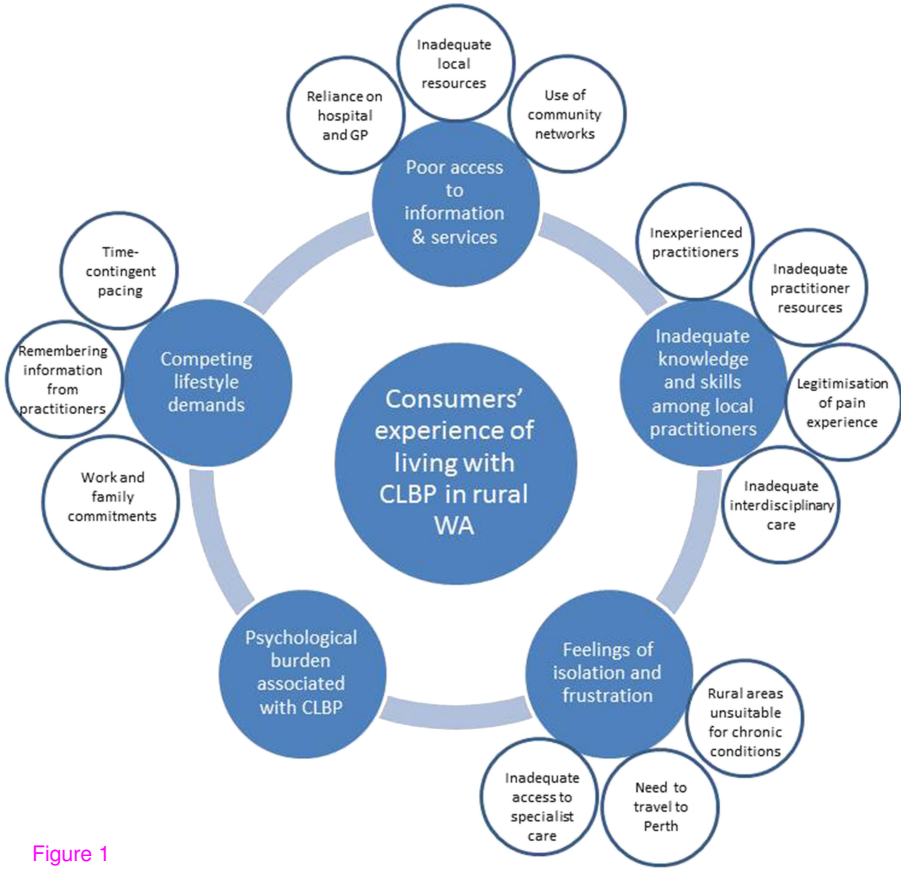 Inadequate
local
resources
Reliance on
hospital
and GP
Use of
community
networks
Poor access
to
information
& services
Inexperienced
practitioners
Inadequate
practitioner
resources
Legitimisation
of pain
experience
Inadequate
interdisciplinary
care
Inadequate
knowledge
and skills
among local
practitioners
Time-
contingent
pacing
Remembering
information
from
practitioners
Work and
family
commitments
Competing
lifestyle
demands
Consumers’
experience of
living with
CLBP in rural
WA
Psychological
burden
associated
with CLBP
Feelings of
isolation and
frustration
Rural areas
unsuitable
for chronic
conditions
Need to
travel to
Perth
Inadequate
access to
specialist
care
Figure 1